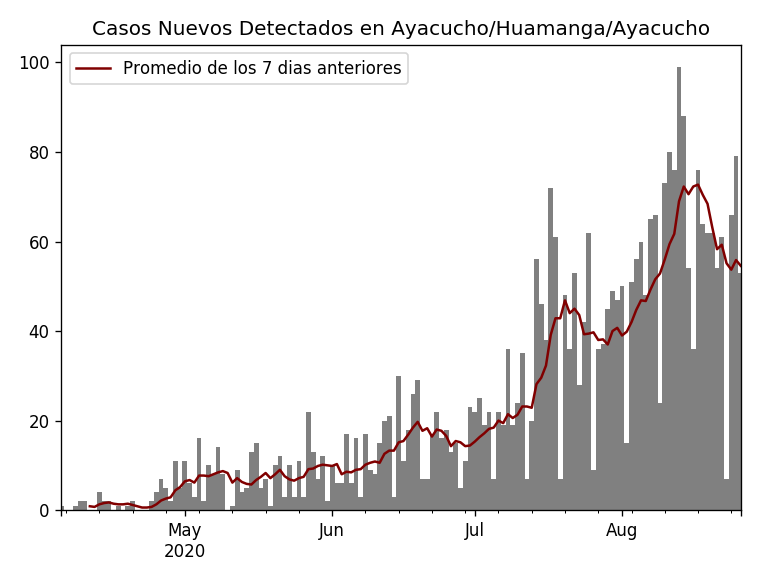 Casos Nuevos Detectados en Ayacucho/Huamanga/Ayacucho
Promedio de los 7 dias anteriores
100
80
60
40
20
0
May Jun Jul Aug
2020